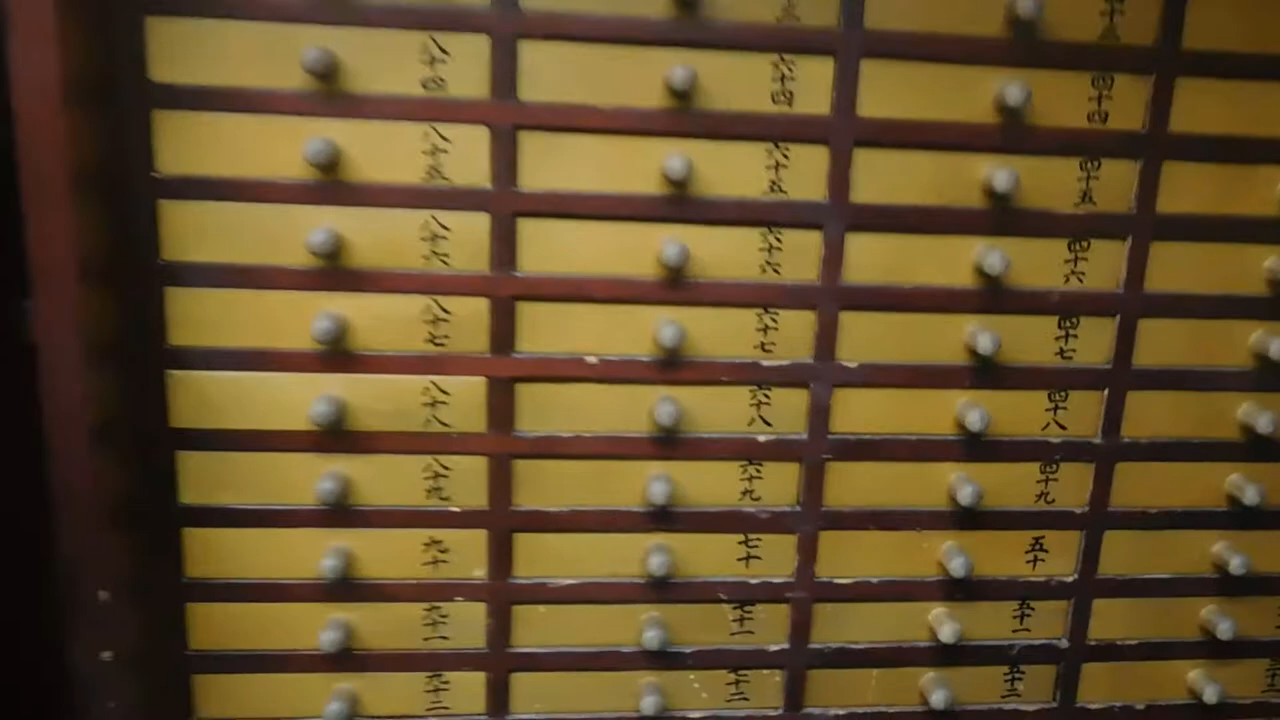 八十四
六十四
四十四
八十五
六十五
四十五
八十六
六十六
四十六
八十七
六十七
四十七
八十八
六十八
四十八
八十九
六十九
四十九
九十
七十
五十
九十一
七十一
五十一
九十二
七十二
五十二